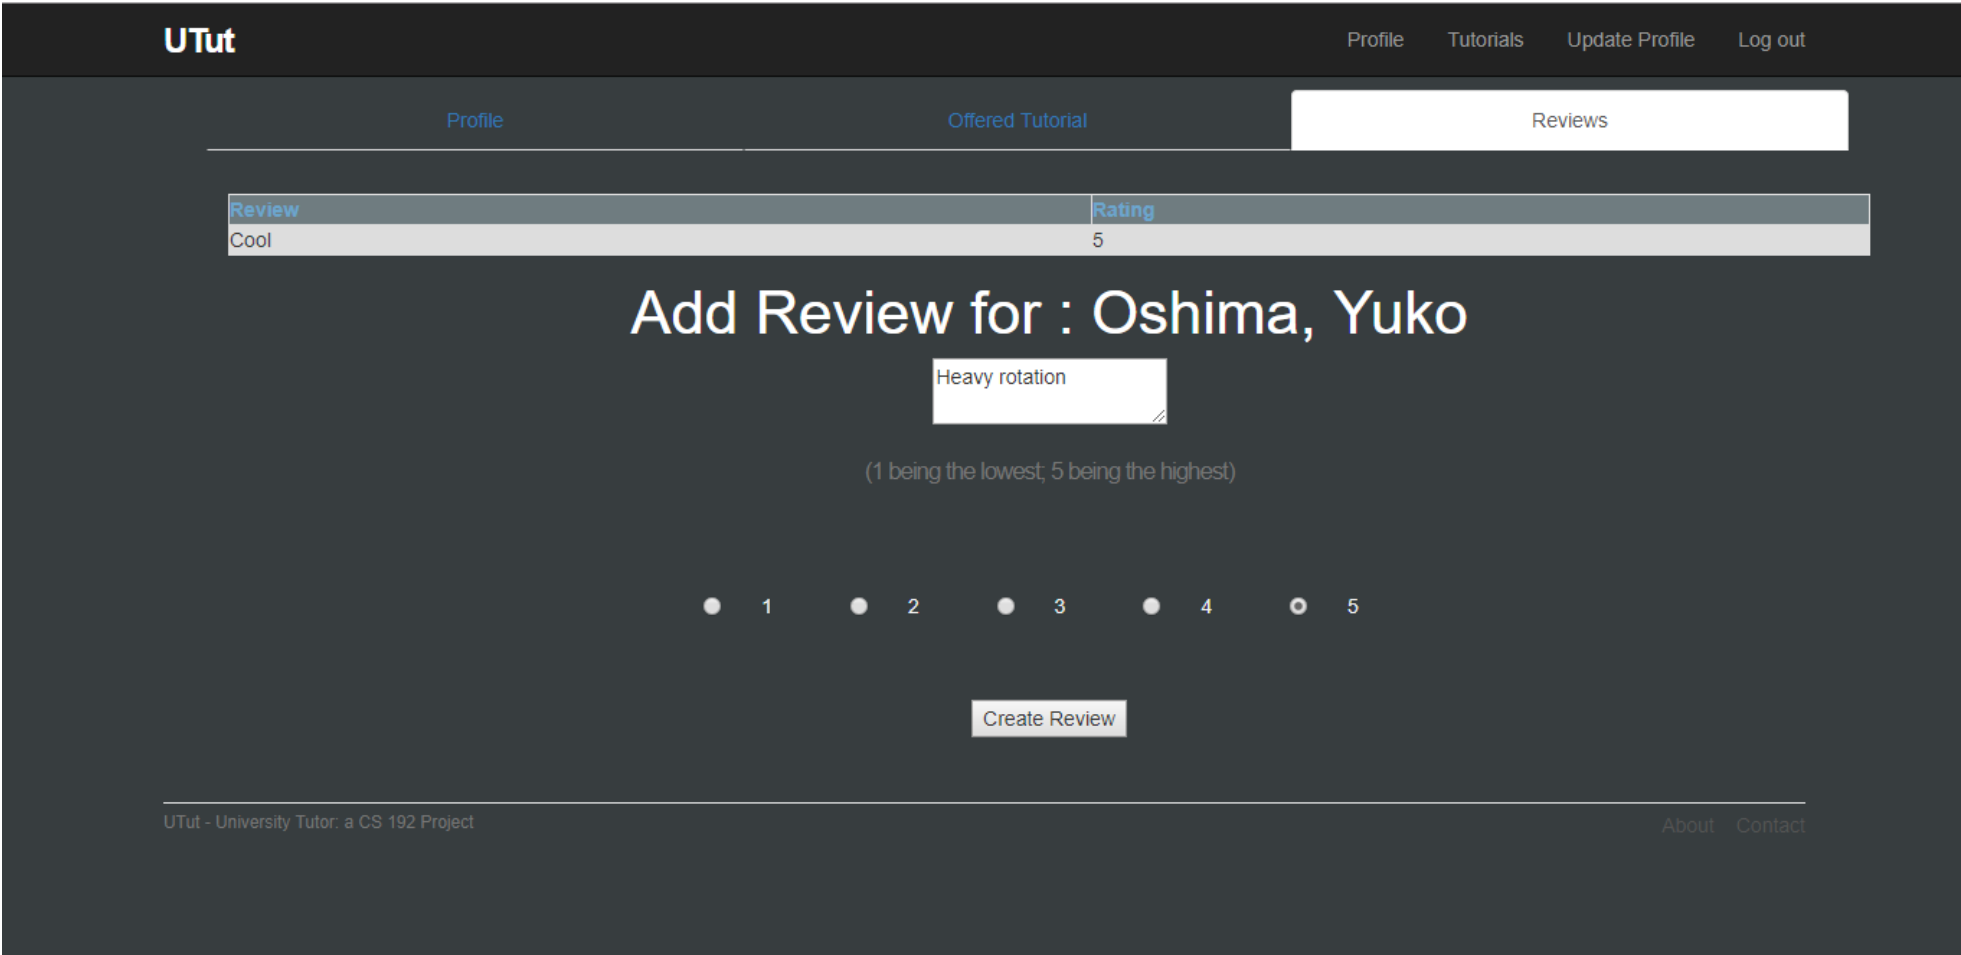 UTut Profile Tutorials Update Profile Log out
Profile Offered Tutorial Reviews
Review Rating
Cool 5
Add Review for : Oshima, Yuko
Heavy rotation
(1 being the lowest; 5 being the highest)
1 2 3 4 5
Create Review
UTut - University Tutor: a CS 192 Project About Contact